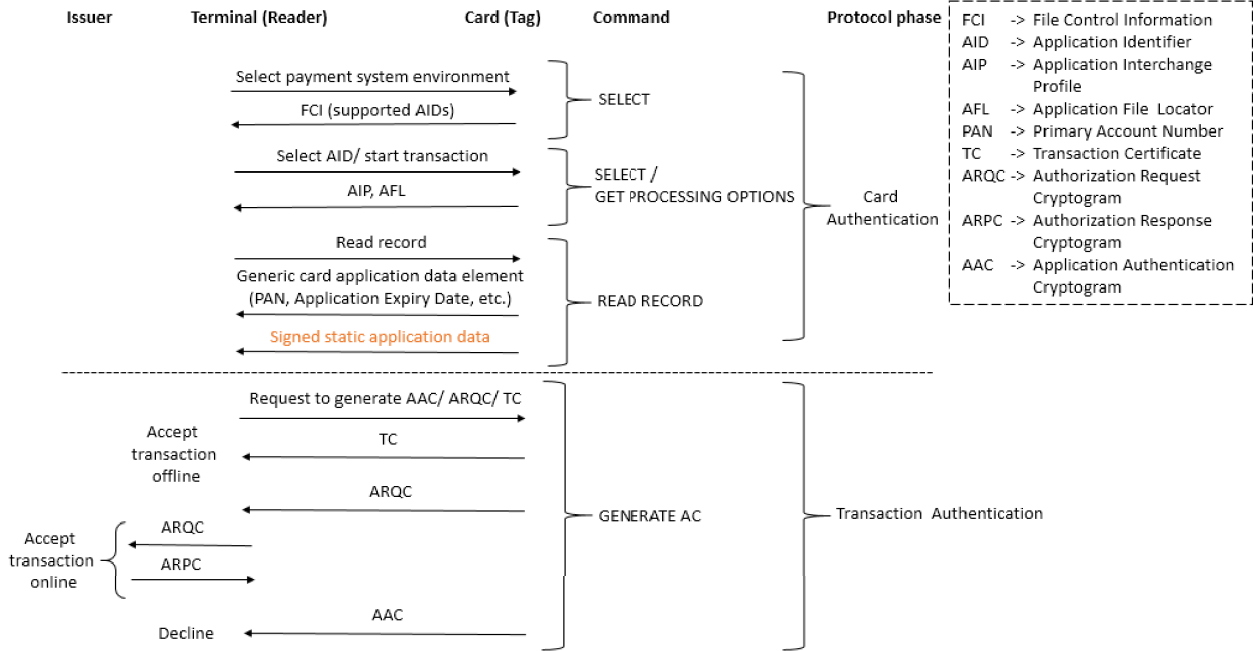 Issuer
Terminal (Reader)
Card (Tag)
Command
Protocol phase
Select payment system environment
FCI (supported AIDs)
SELECT
Select AID/ start transaction
AIP, AFL
SELECT /
GET PROCESSING OPTIONS
Read record
Generic card application data element
(PAN, Application Expiry Date, etc.)
Signed static application data
READ RECORD
Card
Authentication
Request to generate AAC/ ARQC/ TC
TC
Accept
transaction
offline
ARQC
ARQC
ARPC
Accept
transaction
online
AAC
Decline
GENERATE AC
Transaction Authentication
FCI -> File Control Information
AID -> Application Identifier
AIP -> Application Interchange
Profile
AFL -> Application File Locator
PAN -> Primary Account Number
TC -> Transaction Certificate
ARQC -> Authorization Request
Cryptogram
ARPC -> Authorization Response
Cryptogram
AAC -> Application Authentication
Cryptogram